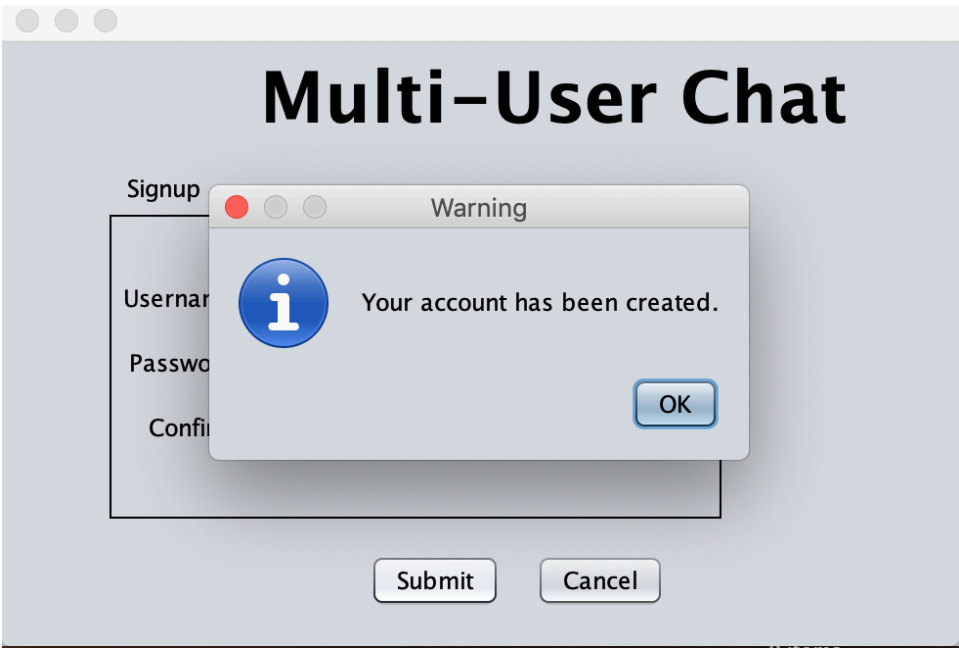 Multi-User Chat
Signup
Warning
Your account has been created.
OK
Submit
Cancel